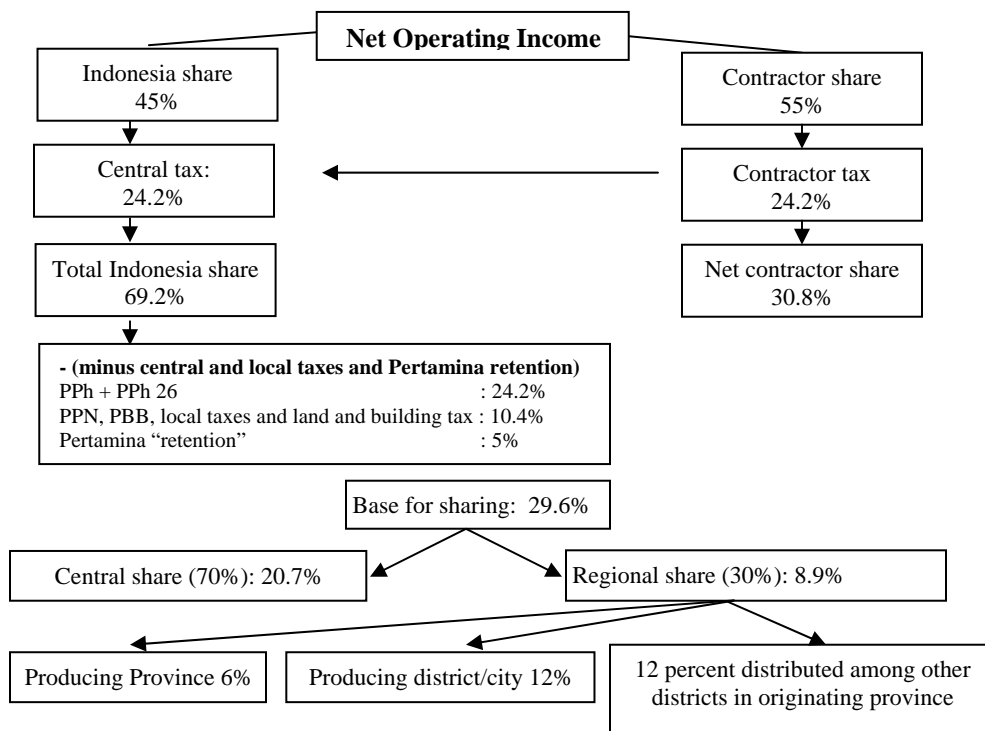 Net Operating Income
Indonesia share
45%
Contractor share
55%
Central tax:
24.2%
Contractor tax
24.2%
Total Indonesia share
69.2%
Net contractor share
30.8%
- (minus central and local taxes and Pertamina retention)
PPh + PPh 26 : 24.2%
PPN, PBB, local taxes and land and building tax : 10.4%
Pertamina “retention” : 5%
Base for sharing: 29.6%
Central share (70%): 20.7%
Regional share (30%): 8.9%
Producing Province 6%
Producing district/city 12%
12 percent distributed among other
districts in originating province